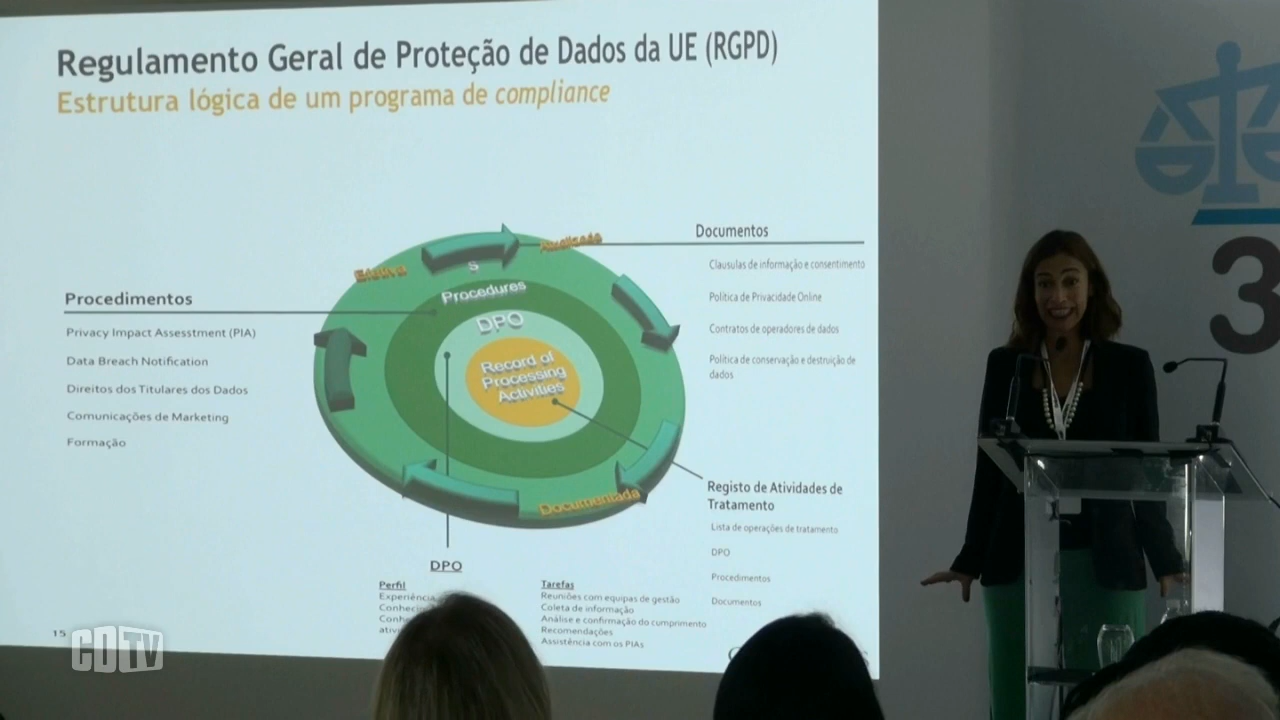 Regulamento Geral de Proteção de Dados da UE (RGPD)
Estrutura lógica de um programa de compliance
Procedimentos
Privacy Impact Assesstment (PIA)
Data Breach Notification
Direitos dos Titulares dos Dados
Comunicações de Marketing
Formação
S
Procedures
DPO
Record of
Processing
Activities
Documentada
Documentos
Clausulas de informação e consentimento
Política de Privacidade Online
Contratos de operadores de dados
Política de conservação e destruição de
dados
Registo de Atividades de
Tratamento
Lista de operações de tratamento
DPO
Procedimentos
Documentos
DPO
Perfil
Experiência
Tarefas
Reuniões com equipas de gestão
Coleta de informação
Análise e confirmação do cumprimento
Recomendações
Assistência com os PIAs
15
CDTV
3